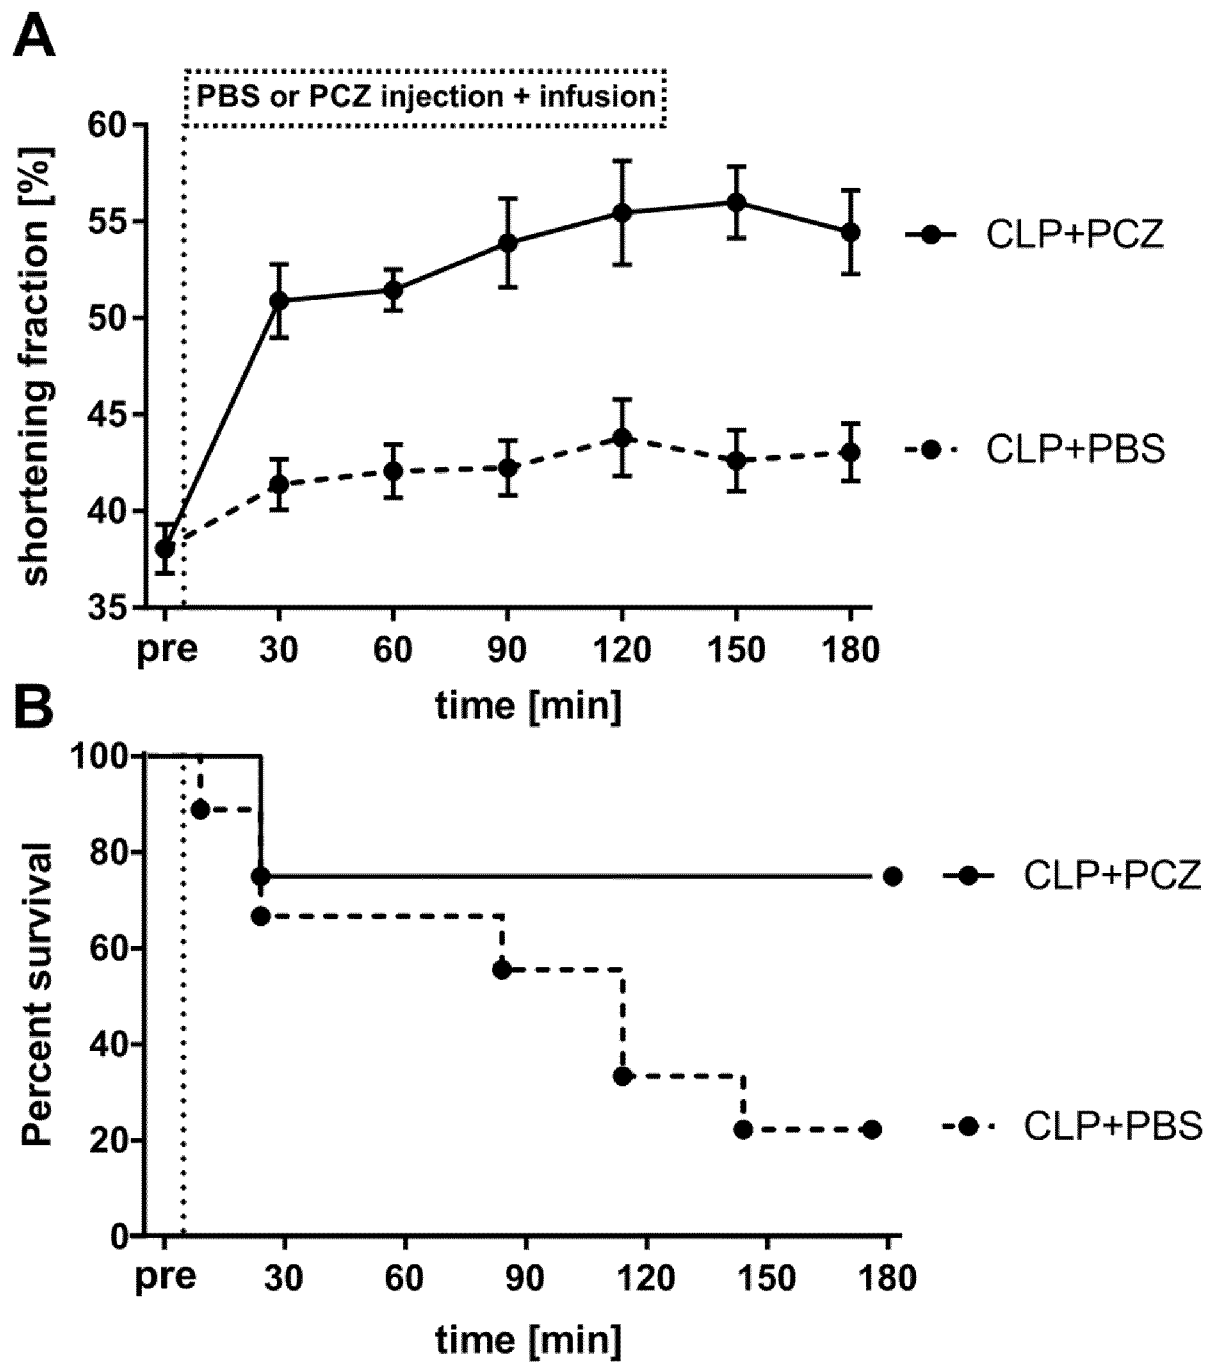 A
PBS or PCZ injection + infusion
shortening fraction [%]
60
55
50
45
40
35
pre 30 60 90 120 150 180
time [min]
CLP+PCZ
CLP+PBS
B
Percent survival
100
80
60
40
20
0
pre 30 60 90 120 150 180
time [min]
CLP+PCZ
CLP+PBS